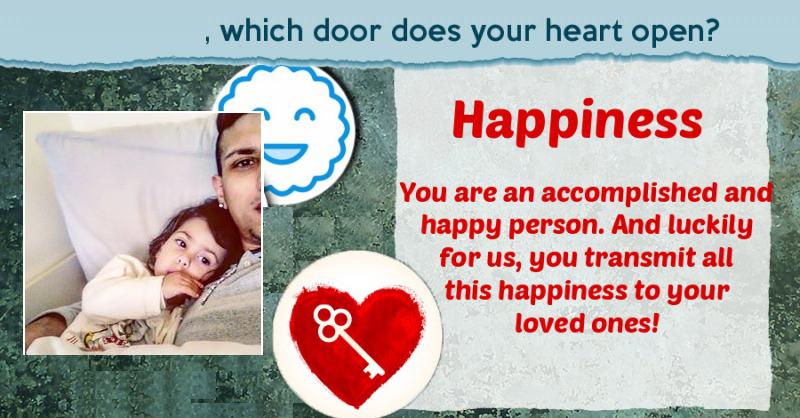 , which door does your heart open?
Happiness
You are an accomplished and
happy person. And luckily
for us, you transmit all
this happiness to your
loved ones!